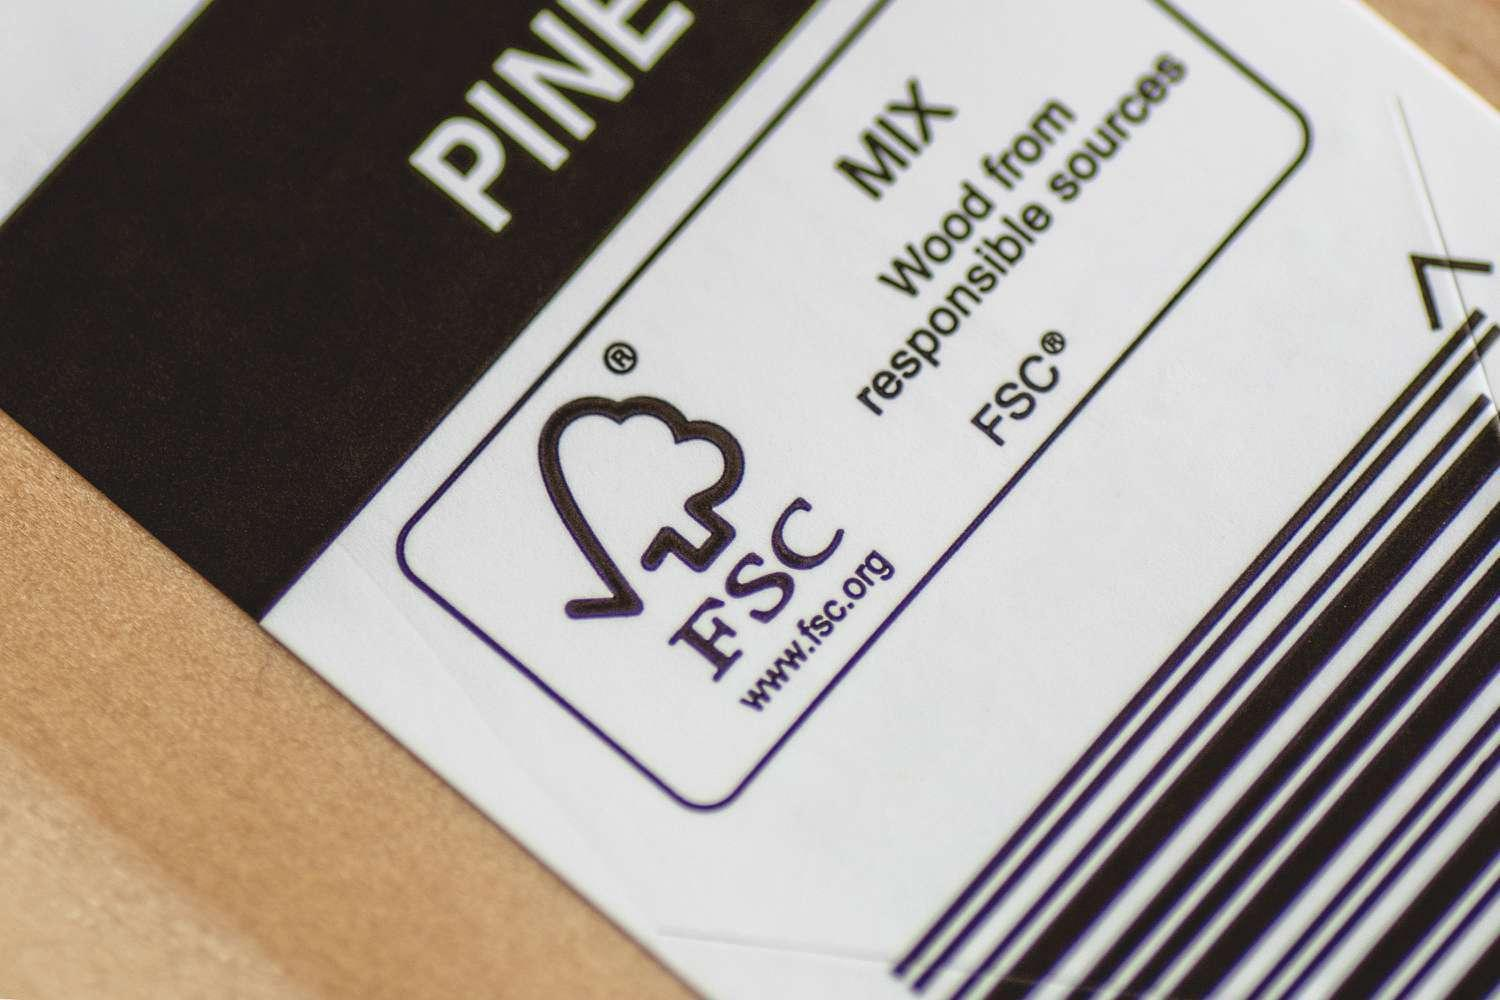 PINE
MIX
Wood from
responsible sources
FSC®
®
FSC
www.fsc.org
>